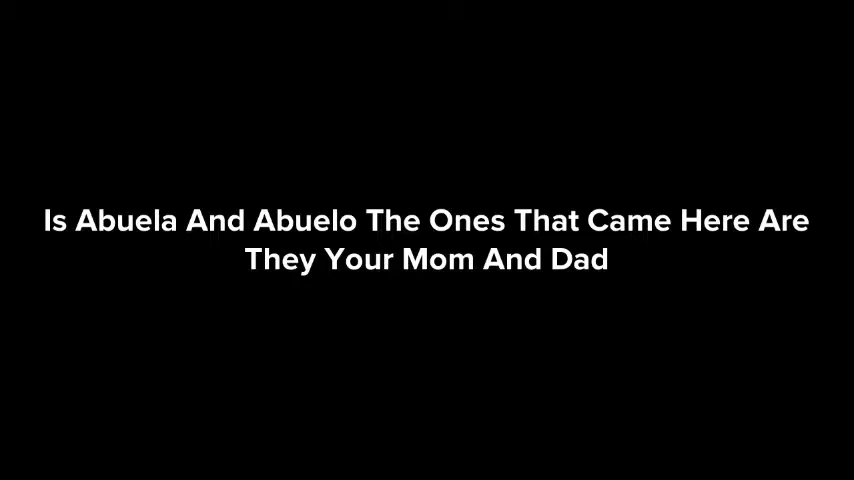 Is Abuela And Abuelo The Ones That Came Here Are
They Your Mom And Dad